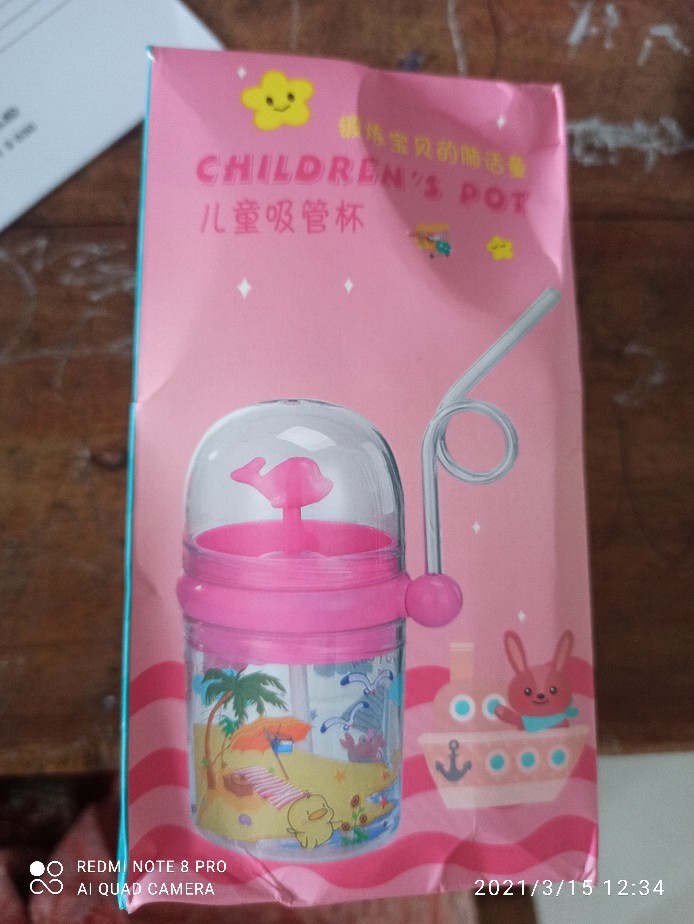 锻炼宝贝的肺活量
CHILDREN'S POT
儿童吸管杯
REDMI NOTE 8 PRO
AI QUAD CAMERA
2021/3/15 12:34